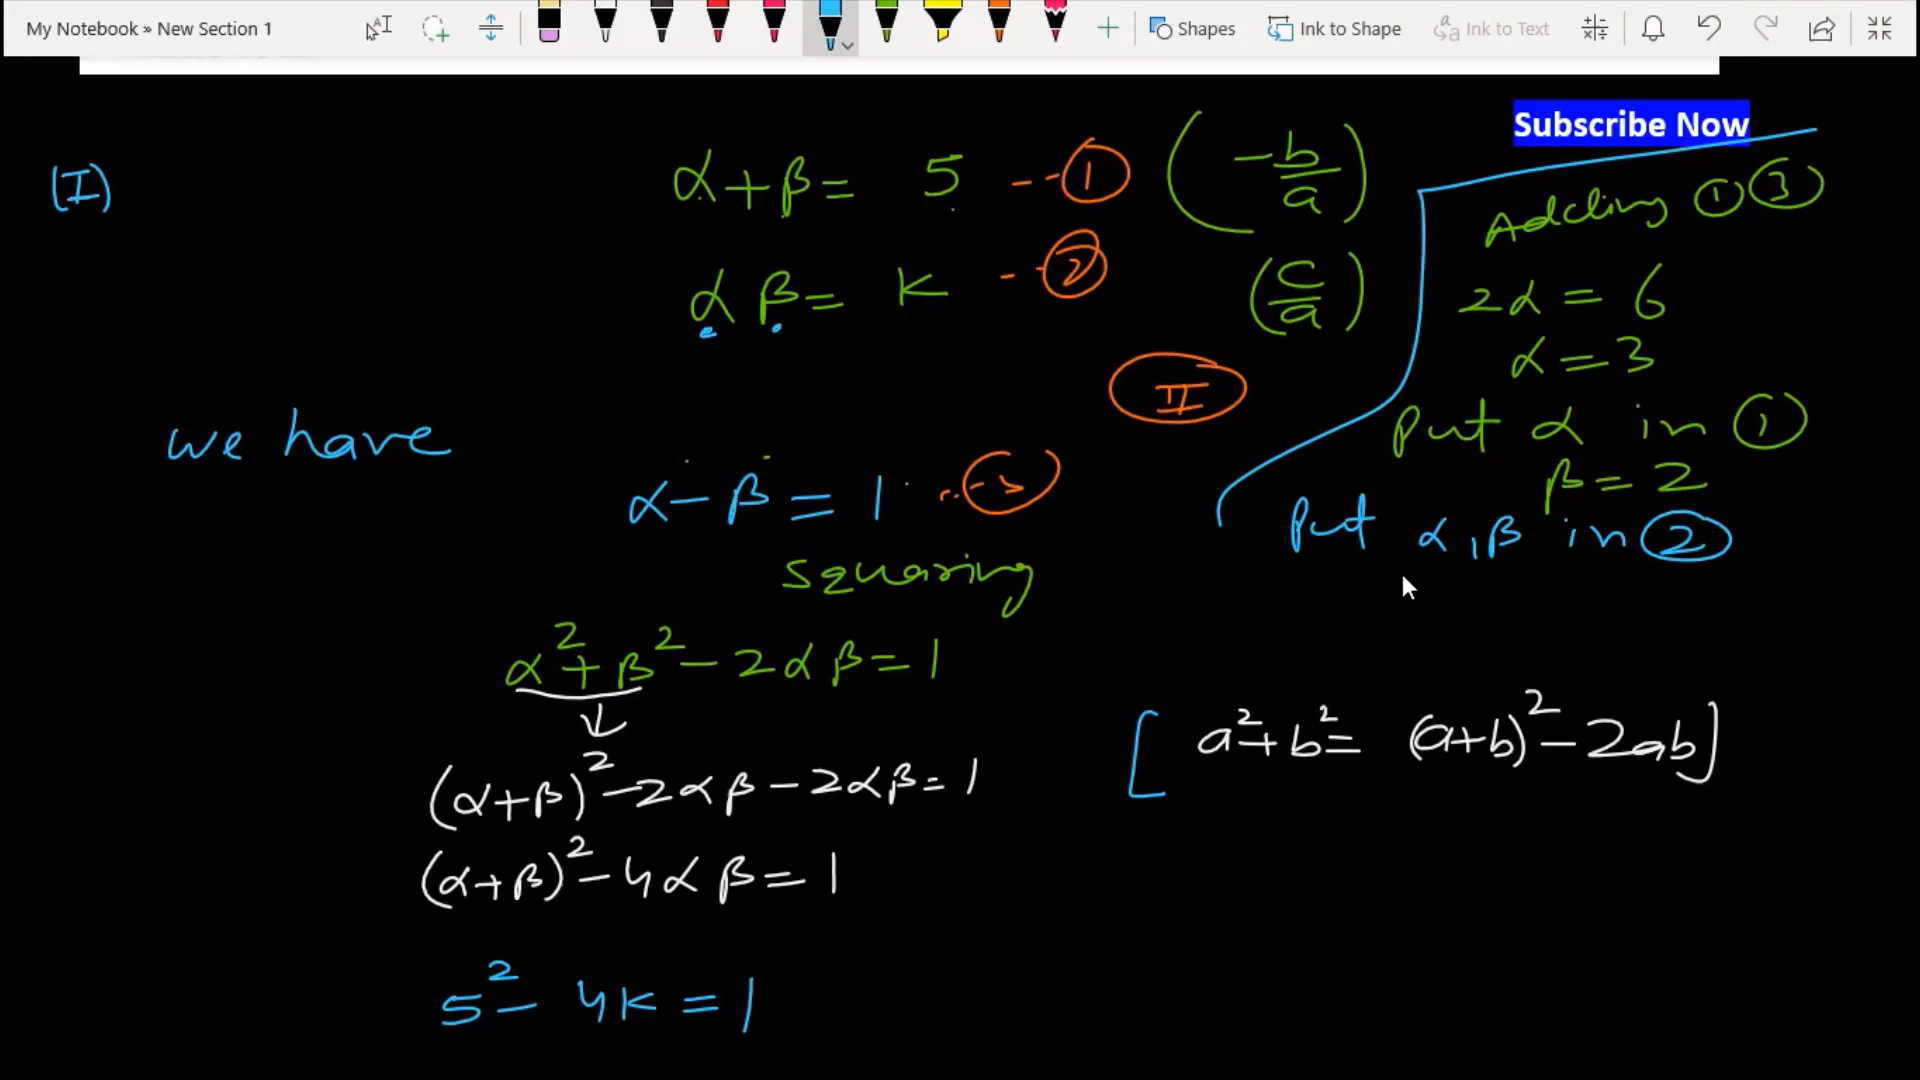 My Notebook » New Section 1
Shapes
Ink to Shape
Ink to Text
Subscribe Now
(I)
α + β = 5 -- ① (-b/a)
α β = K -- ② (c/a)
II
we have
α - β = 1 ..-③
squaring
α² + β² - 2αβ = 1
↓
(α+β)² - 2αβ - 2αβ = 1
(α+β)² - 4αβ = 1
5² - 4K = 1
Adding ① ③
2α = 6
α = 3
Put α in ①
β = 2
Put α, β in ②
[a² + b² = (a+b)² - 2ab]